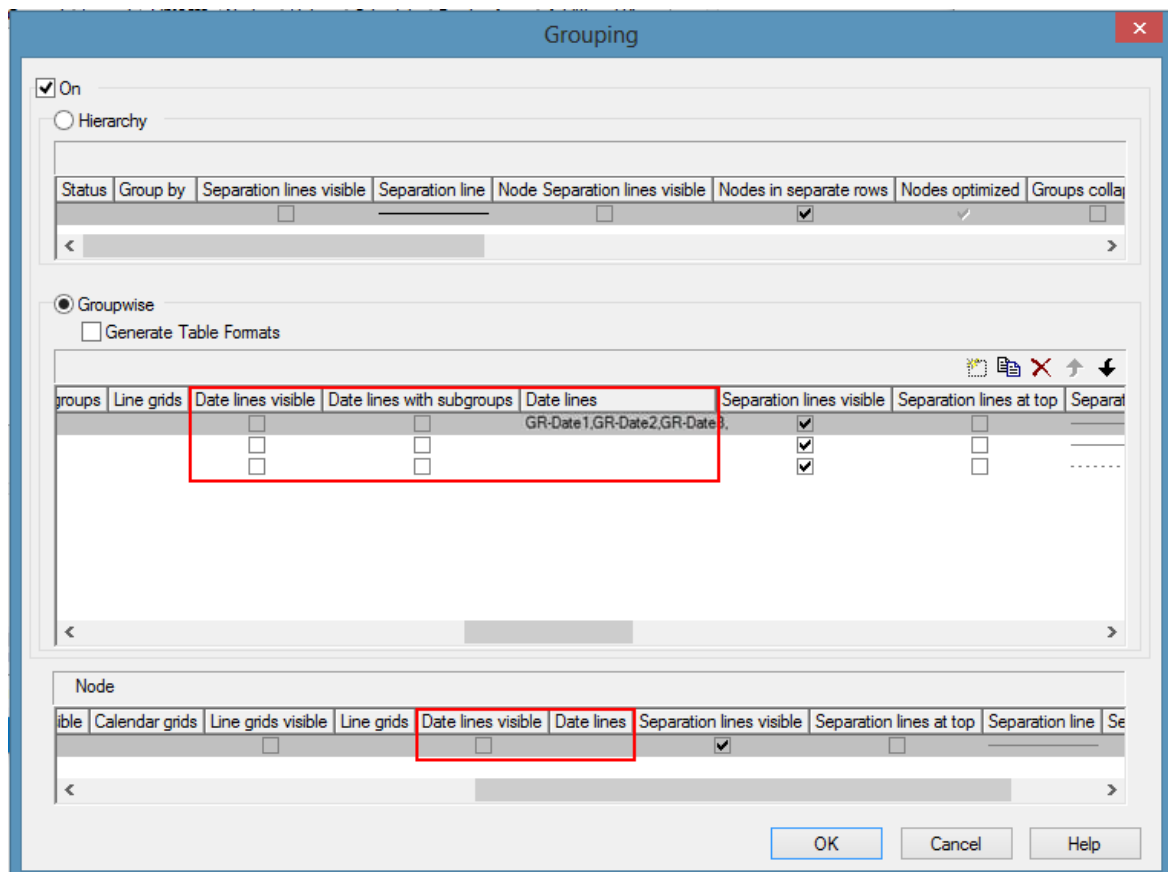 Grouping
On
Hierarchy
Status Group by Separation lines visible Separation line Node Separation lines visible Nodes in separate rows Nodes optimized Groups collap
Groupwise
Generate Table Formats
groups Line grids Date lines visible Date lines with subgroups Date lines Separation lines visible Separation lines at top Separat
GR-Date1,GR-Date2,GR-Date3,
Node
ible Calendar grids Line grids visible Line grids Date lines visible Date lines Separation lines visible Separation lines at top Separation line Se
OK Cancel Help